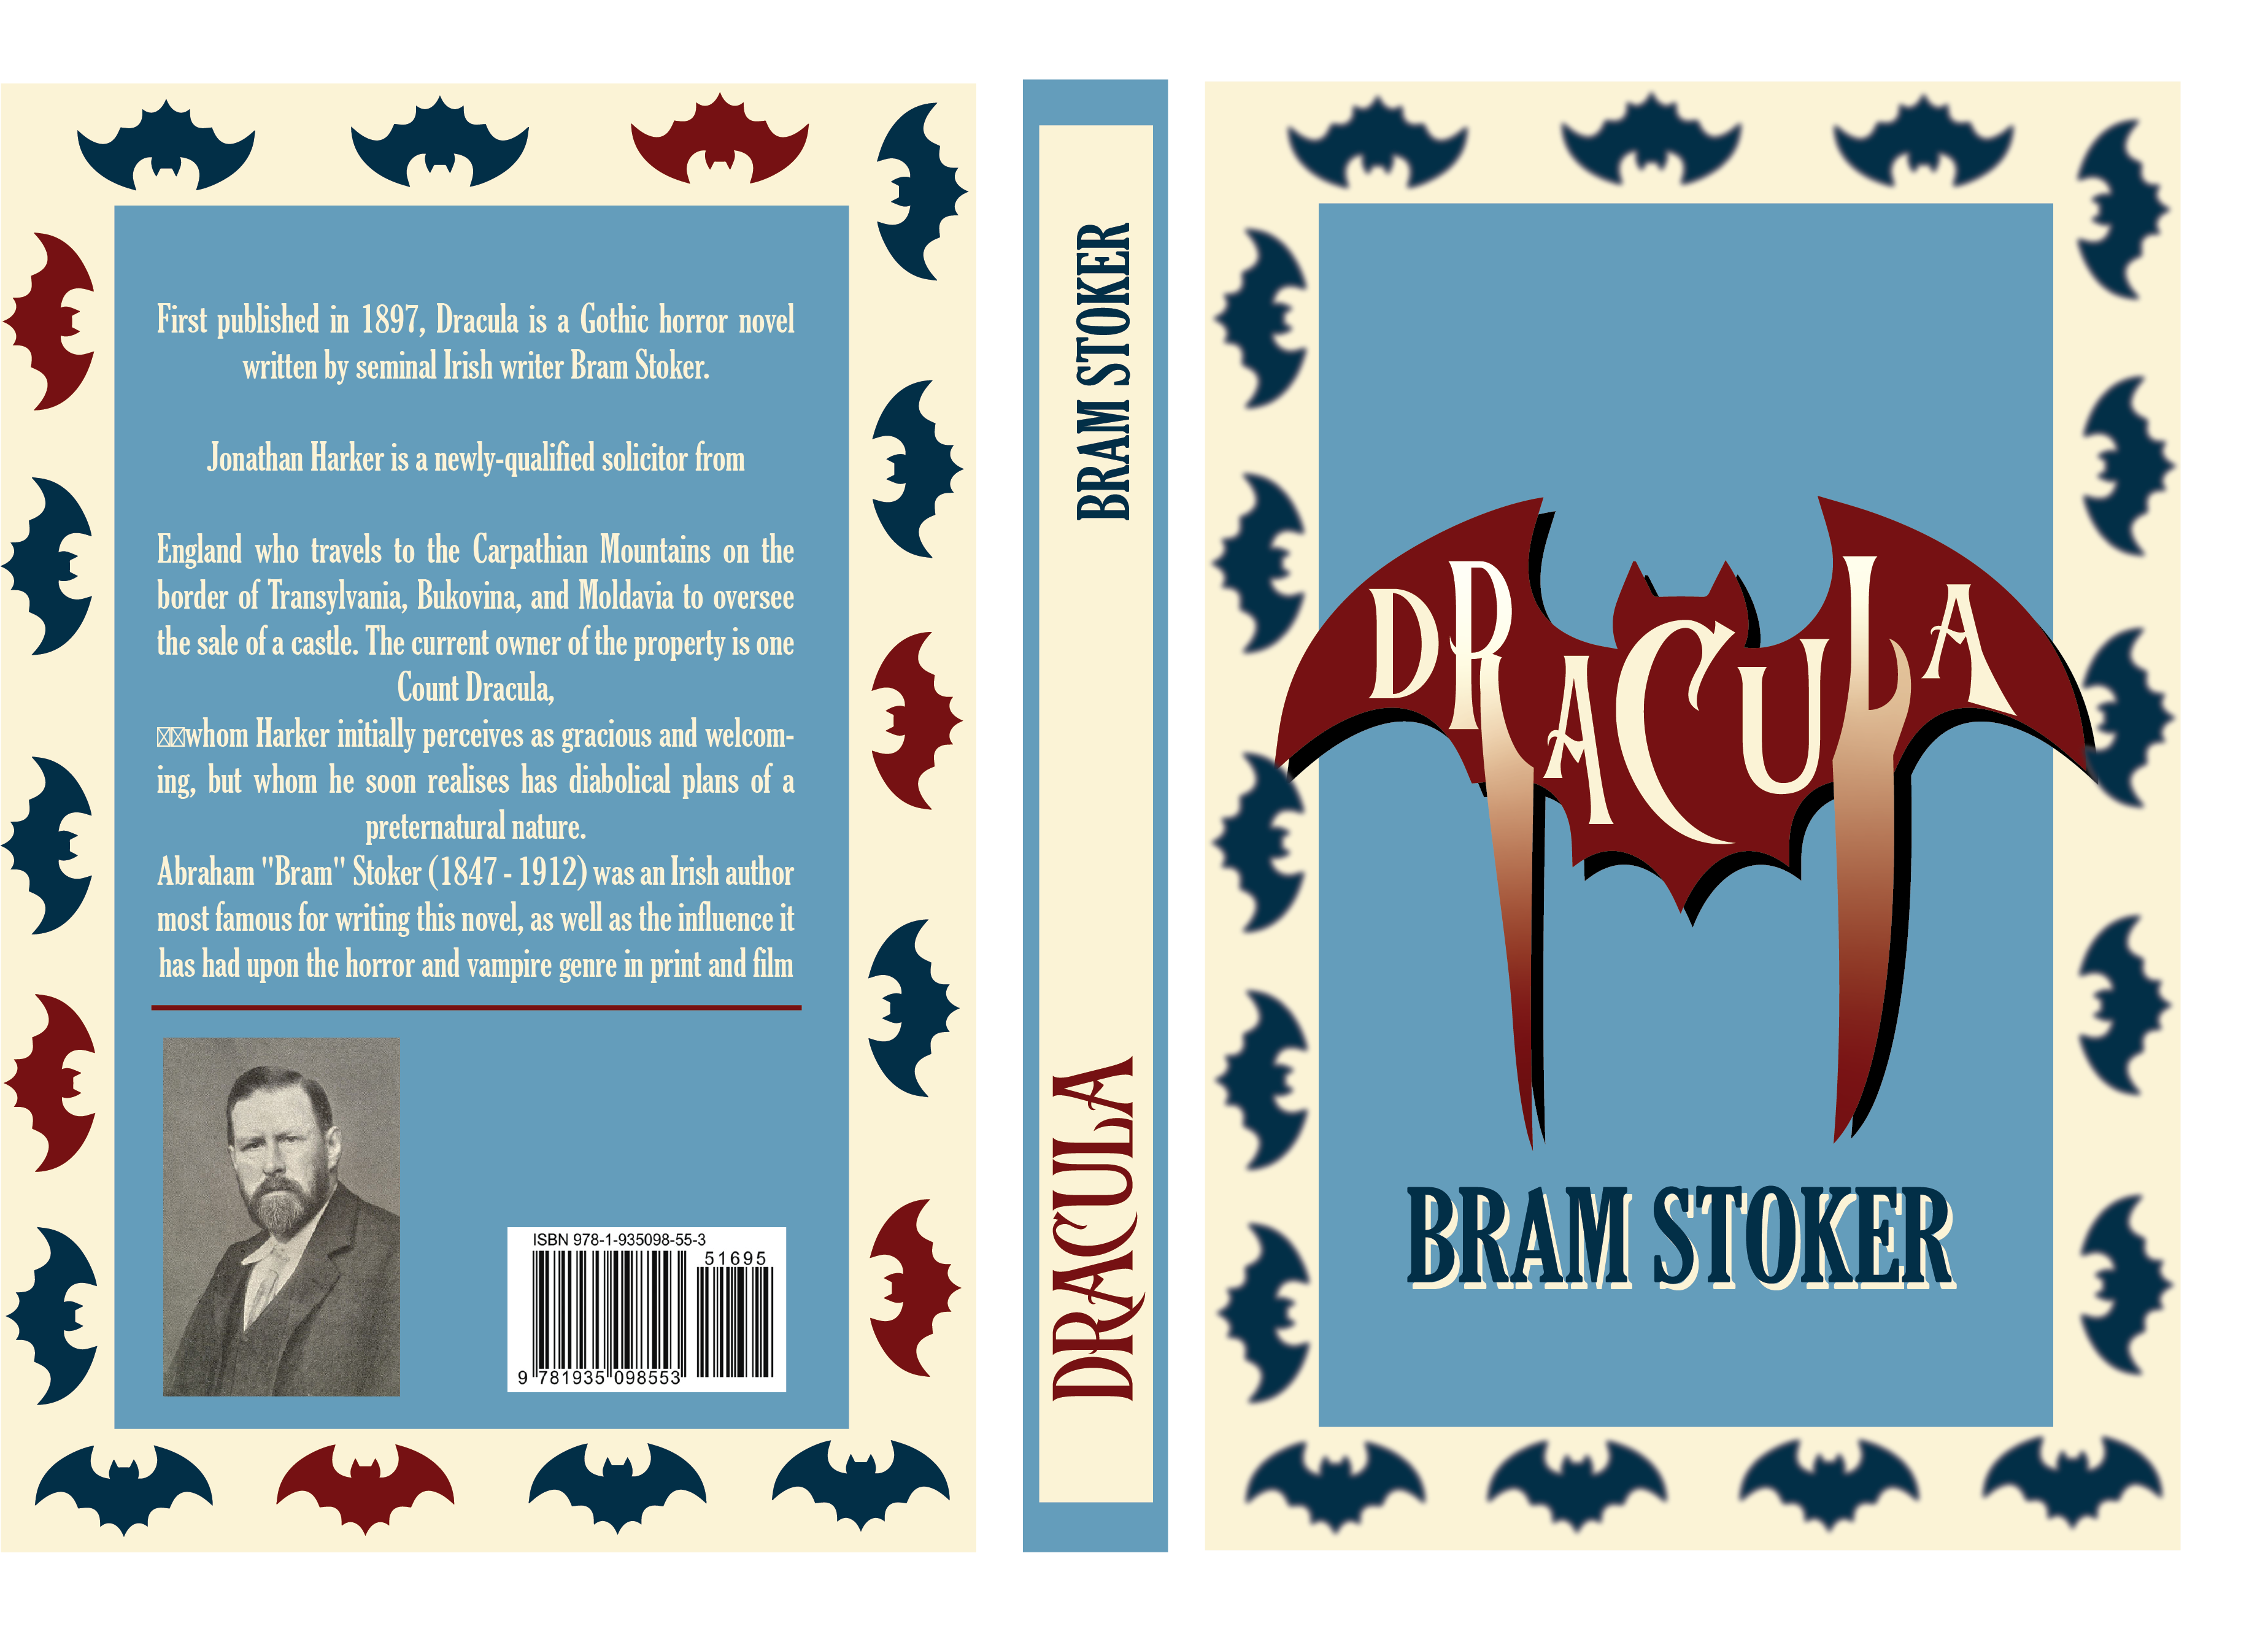 First published in 1897, Dracula is a Gothic horror novel
written by seminal Irish writer Bram Stoker.
Jonathan Harker is a newly-qualified solicitor from
England who travels to the Carpathian Mountains on the
border of Transylvania, Bukovina, and Moldavia to oversee
the sale of a castle. The current owner of the property is one
Count Dracula,
whom Harker initially perceives as gracious and welcom-
ing, but whom he soon realises has diabolical plans of a
preternatural nature.
Abraham "Bram" Stoker (1847 - 1912) was an Irish author
most famous for writing this novel, as well as the influence it
has had upon the horror and vampire genre in print and film
ISBN 978-1-935098-55-3
51695
9 781935 098553
DRACULA
BRAM STOKER
DRACULA
BRAM STOKER